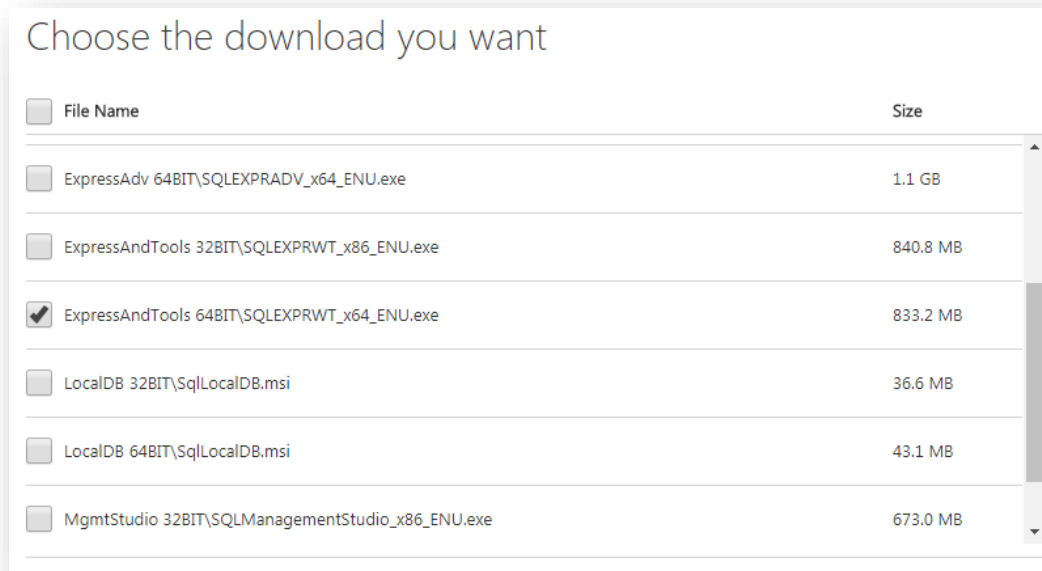 Choose the download you want
File Name Size
ExpressAdv 64BIT\SQLEXPRADV_x64_ENU.exe 1.1 GB
ExpressAndTools 32BIT\SQLEXPRWT_x86_ENU.exe 840.8 MB
ExpressAndTools 64BIT\SQLEXPRWT_x64_ENU.exe 833.2 MB
LocalDB 32BIT\SqlLocalDB.msi 36.6 MB
LocalDB 64BIT\SqlLocalDB.msi 43.1 MB
MgmtStudio 32BIT\SQLManagementStudio_x86_ENU.exe 673.0 MB